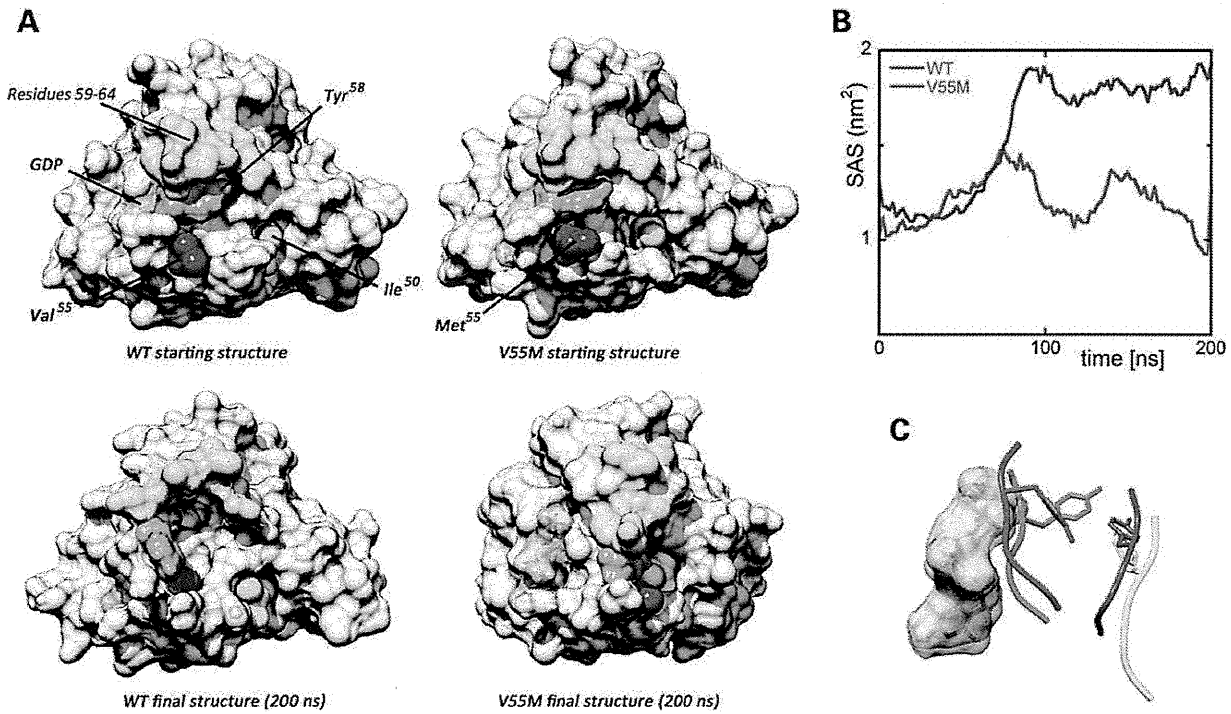 A
Residues 59-64
Tyr58
GDP
Val55
Ile50
Met55
WT starting structure
V55M starting structure
WT final structure (200 ns)
V55M final structure (200 ns)
B
2
WT
V55M
SAS (nm2)
1
0
100
200
time [ns]
C